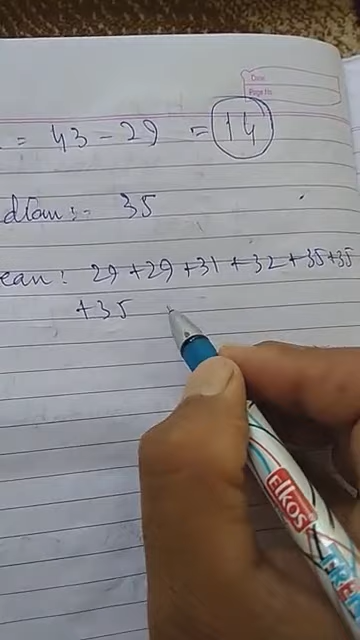 Date
Page No
= 43 - 29 = 14
dian:- 35
ean: 29 +29 +31 +32 +35+35
+35
ELKOS